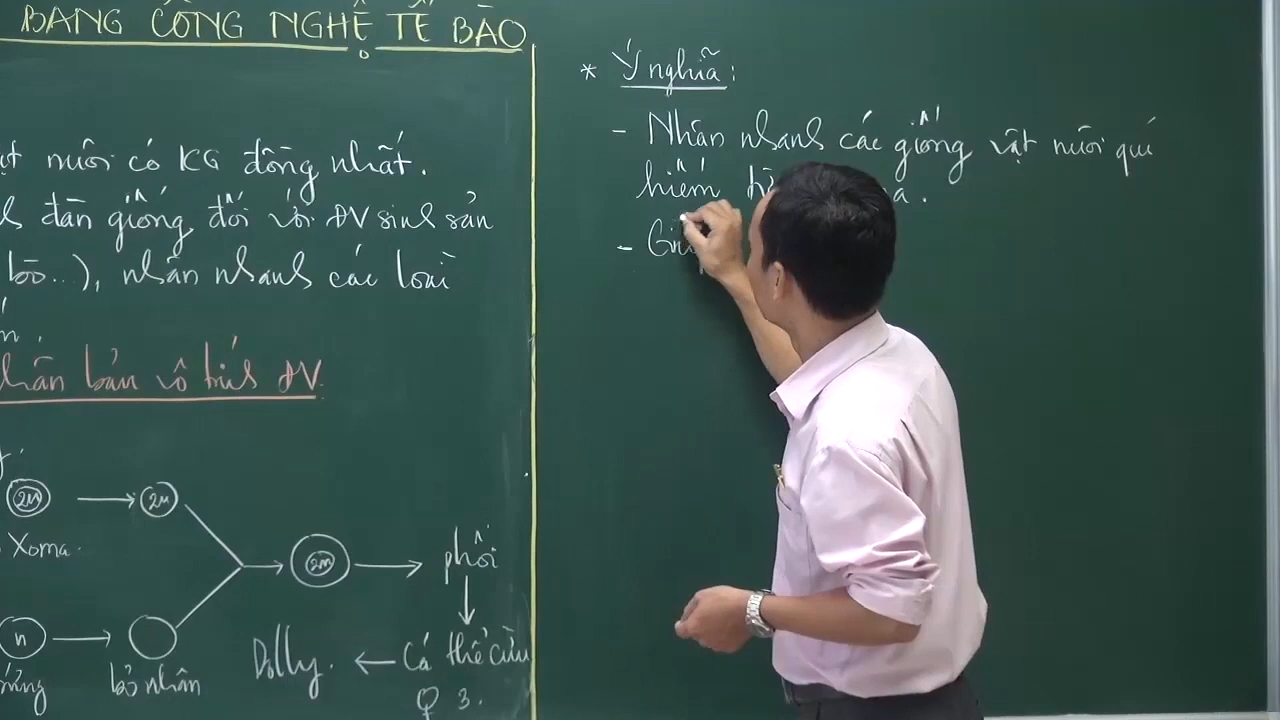 BẰNG CÔNG NGHỆ TẾ BÀO
nuôi có KG đồng nhất.
đàn giống đối với ĐV sinh sản
bò...), nhân nhanh các loài
nhân bản vô tính ĐV.
2n → 2n
Xoma.
2n → phôi
n →
trứng
bỏ nhân
Dolly. ← Cá thể cừu
♀ 3.
* Ý nghĩa:
- Nhân nhanh các giống vật nuôi quí
hiếm
-